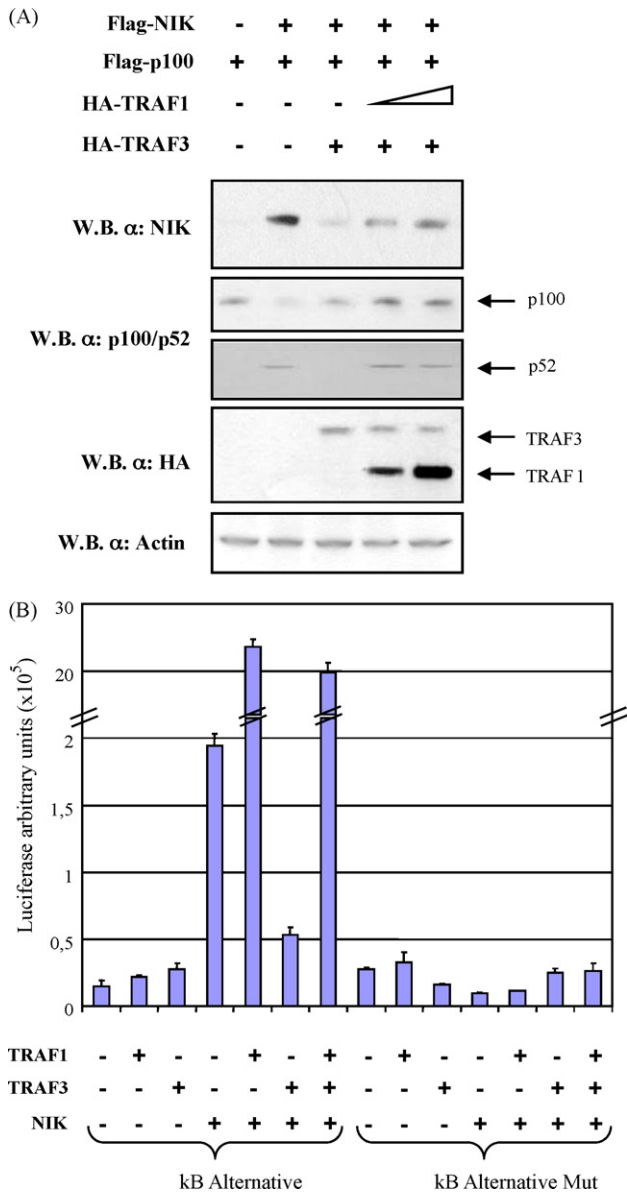 (A)
Flag-NIK - + + + +
Flag-p100 + + + + +
HA-TRAF1 - - -
HA-TRAF3 - - + + +
W.B. α: NIK
p100
W.B. α: p100/p52
p52
TRAF3
W.B. α: HA
TRAF 1
W.B. α: Actin
(B)
Luciferase arbitrary units (x10⁵)
30
20
2
1,5
1
0,5
0
TRAF1 - + - - + - + - + - - + - +
TRAF3 - - + - - + + - - + - - + +
NIK - - - + + + + - - - + + + +
kB Alternative kB Alternative Mut